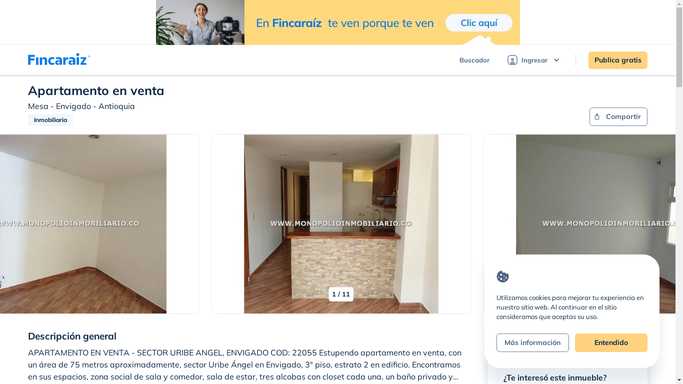 En Fincaraíz te ven porque te ven
Clic aquí
Fincaraiz
Buscador
Ingresar
Publica gratis
Apartamento en venta
Mesa - Envigado - Antioquia
Inmobiliaria
Compartir
WWW.MONOPOLIOINMOBILIARIO.CO
WWW.MONOPOLIOINMOBILIARIO.CO
WWW.MONOPOLIOINMOBILI
1 / 11
Utilizamos cookies para mejorar tu experiencia en
nuestro sitio web. Al continuar en el sitio
consideramos que aceptas su uso.
Más información
Entendido
Descripción general
APARTAMENTO EN VENTA - SECTOR URIBE ANGEL, ENVIGADO COD: 22055 Estupendo apartamento en venta, con
un área de 75 metros aproximadamente, sector Uribe Ángel en Envigado, 3° piso, estrato 2 en edificio. Encontramos
en sus espacios, zona social de sala y comedor, sala de estar, tres alcobas con closet cada una, un baño privado y...
¿Te interesó este inmueble?